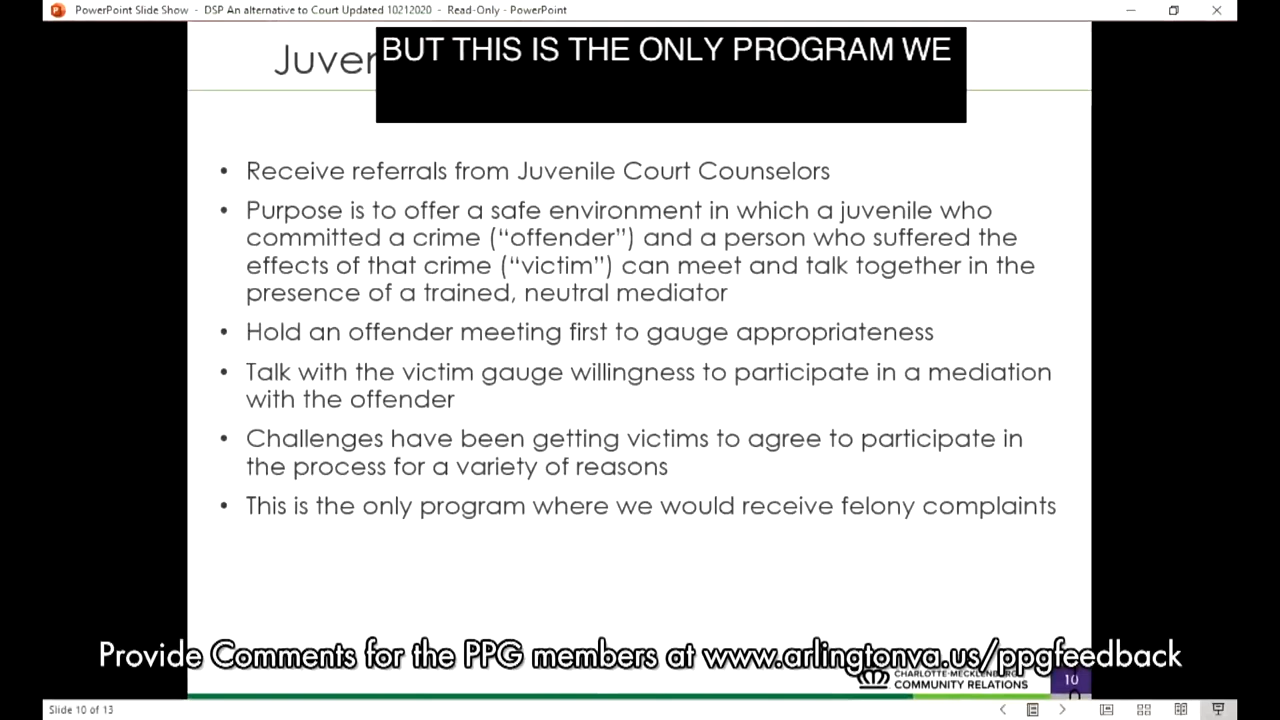 PowerPoint Slide Show - DSP An alternative to Court Updated 10212020 - Read-Only - PowerPoint
BUT THIS IS THE ONLY PROGRAM WE
• Receive referrals from Juvenile Court Counselors
• Purpose is to offer a safe environment in which a juvenile who
committed a crime (“offender”) and a person who suffered the
effects of that crime (“victim”) can meet and talk together in the
presence of a trained, neutral mediator
• Hold an offender meeting first to gauge appropriateness
• Talk with the victim gauge willingness to participate in a mediation
with the offender
• Challenges have been getting victims to agree to participate in
the process for a variety of reasons
• This is the only program where we would receive felony complaints
Provide Comments for the PPG members at www.arlingtonva.us/ppgfeedback
CHARLOTTE-MECKLENBURG
COMMUNITY RELATIONS
10
Slide 10 of 13